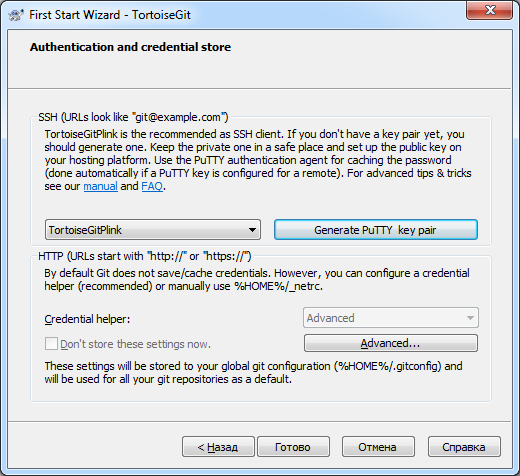 First Start Wizard - TortoiseGit
Authentication and credential store
SSH (URLs look like "git@example.com")
TortoiseGitPlink is the recommended as SSH client. If you don't have a key pair yet, you
should generate one. Keep the private one in a safe place and set up the public key on
your hosting platform. Use the PuTTY authentication agent for caching the password
(done automatically if a PuTTY key is configured for a remote). For advanced tips & tricks
see our manual and FAQ.
TortoiseGitPlink
Generate PuTTY key pair
HTTP (URLs start with "http://" or "https://")
By default Git does not save/cache credentials. However, you can configure a credential
helper (recommended) or manually use %HOME%/_netrc.
Credential helper:
Advanced
Don't store these settings now.
Advanced...
These settings will be stored to your global git configuration (%HOME%/.gitconfig) and
will be used for all your git repositories as a default.
< Назад
Готово
Отмена
Справка